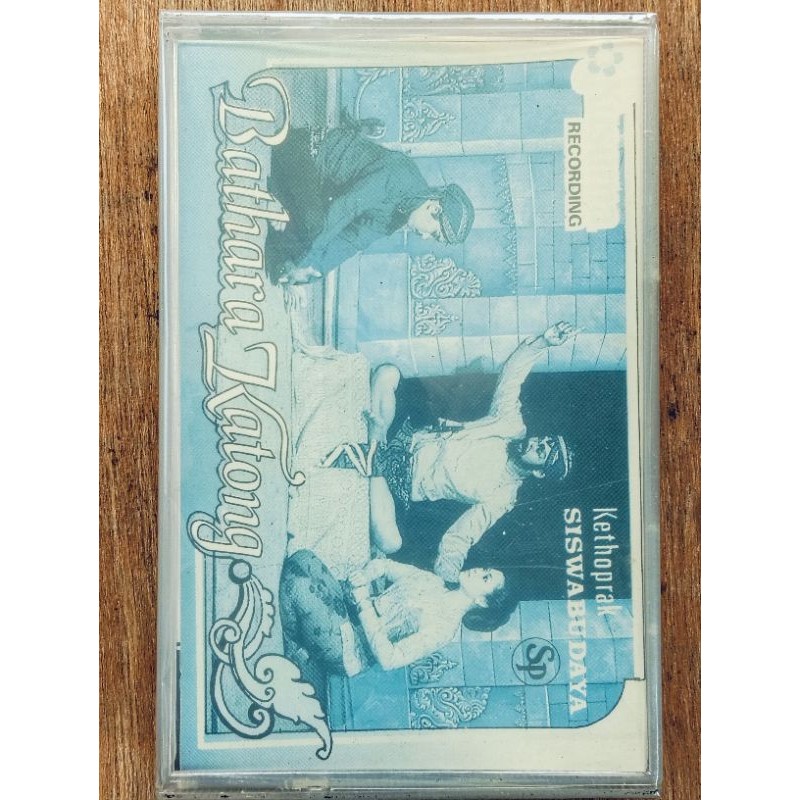 RECORDING
Kethoprak
SISWABUDAYA
SP
Bathara Katong